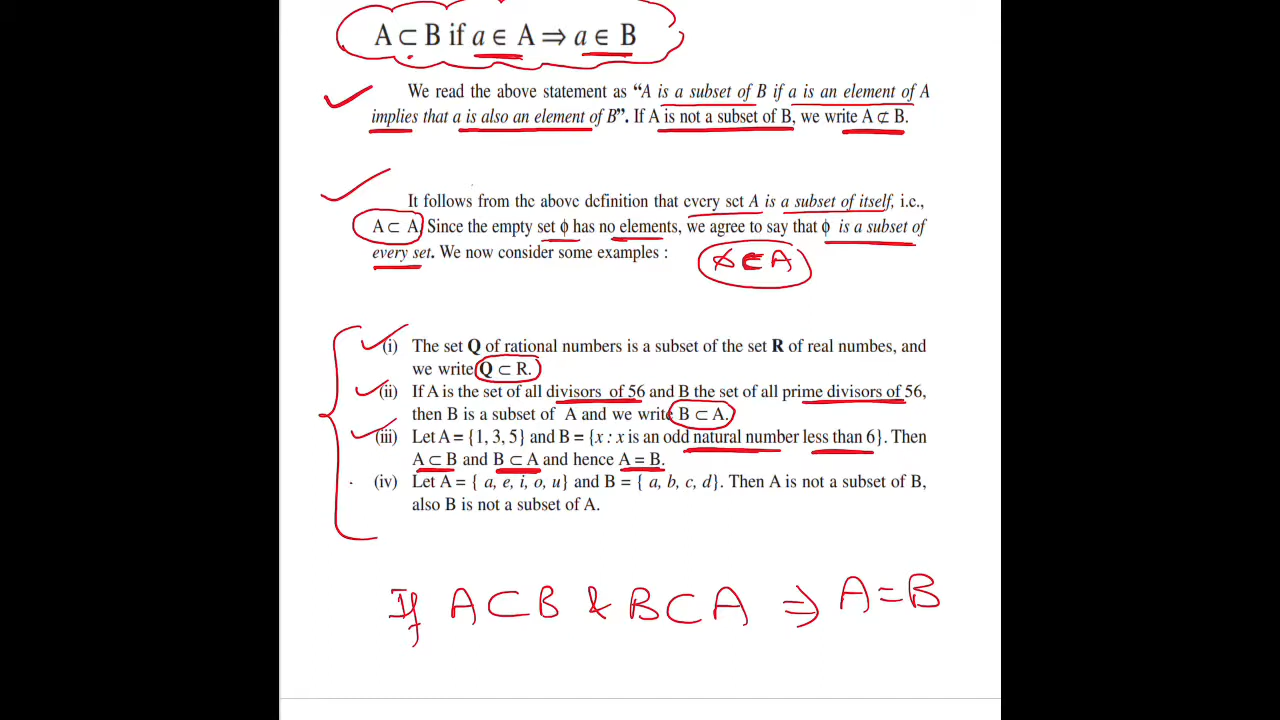 A ⊂ B if a ∈ A ⇒ a ∈ B
We read the above statement as “A is a subset of B if a is an element of A
implies that a is also an element of B”. If A is not a subset of B, we write A ⊄ B.
It follows from the above definition that every set A is a subset of itself, i.e.,
A ⊂ A. Since the empty set ϕ has no elements, we agree to say that ϕ is a subset of
every set. We now consider some examples :
ϕ ⊂ A
(i) The set Q of rational numbers is a subset of the set R of real numbes, and
we write Q ⊂ R.
(ii) If A is the set of all divisors of 56 and B the set of all prime divisors of 56,
then B is a subset of A and we write B ⊂ A.
(iii) Let A = {1, 3, 5} and B = {x : x is an odd natural number less than 6}. Then
A ⊂ B and B ⊂ A and hence A = B.
(iv) Let A = { a, e, i, o, u} and B = { a, b, c, d}. Then A is not a subset of B,
also B is not a subset of A.
If A ⊂ B & B ⊂ A ⇒ A = B